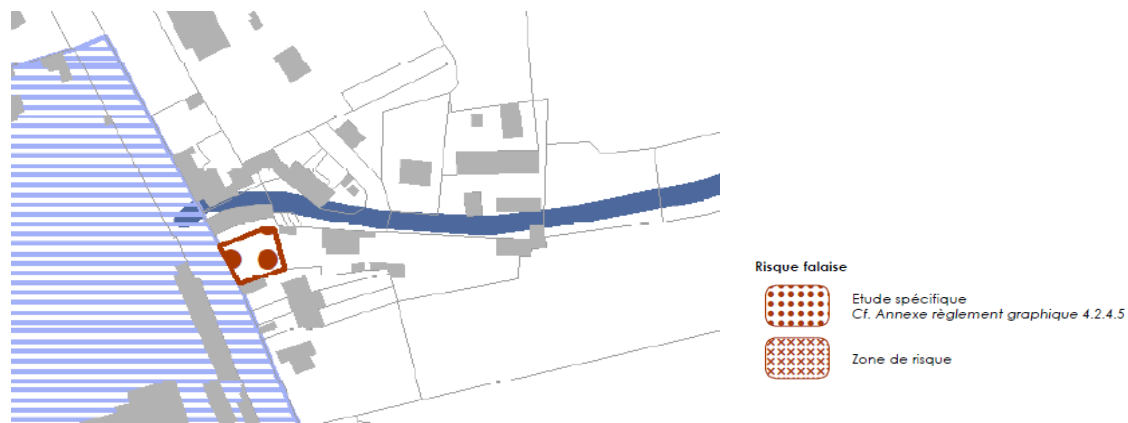 Risque falaise
Etude spécifique
Cf. Annexe règlement graphique 4.2.4.5
Zone de risque